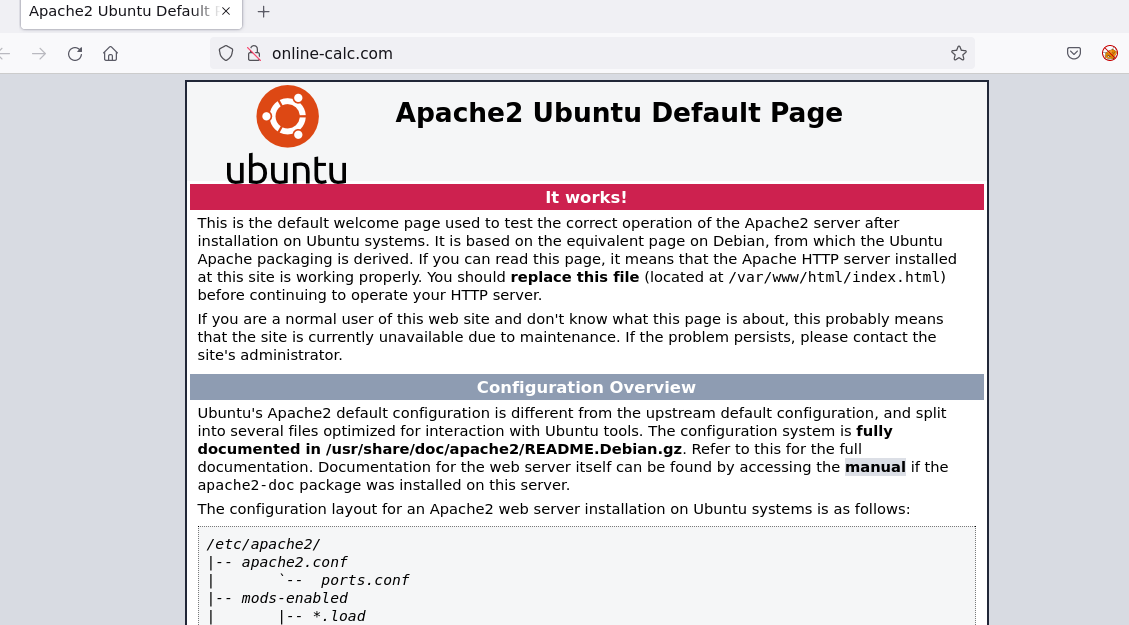 Apache2 Ubuntu Default
online-calc.com
ubuntu
Apache2 Ubuntu Default Page
It works!
This is the default welcome page used to test the correct operation of the Apache2 server after
installation on Ubuntu systems. It is based on the equivalent page on Debian, from which the Ubuntu
Apache packaging is derived. If you can read this page, it means that the Apache HTTP server installed
at this site is working properly. You should replace this file (located at /var/www/html/index.html)
before continuing to operate your HTTP server.
If you are a normal user of this web site and don't know what this page is about, this probably means
that the site is currently unavailable due to maintenance. If the problem persists, please contact the
site's administrator.
Configuration Overview
Ubuntu's Apache2 default configuration is different from the upstream default configuration, and split
into several files optimized for interaction with Ubuntu tools. The configuration system is fully
documented in /usr/share/doc/apache2/README.Debian.gz. Refer to this for the full
documentation. Documentation for the web server itself can be found by accessing the manual if the
apache2-doc package was installed on this server.
The configuration layout for an Apache2 web server installation on Ubuntu systems is as follows:
/etc/apache2/
|-- apache2.conf
|       `--  ports.conf
|-- mods-enabled
|       |-- *.load